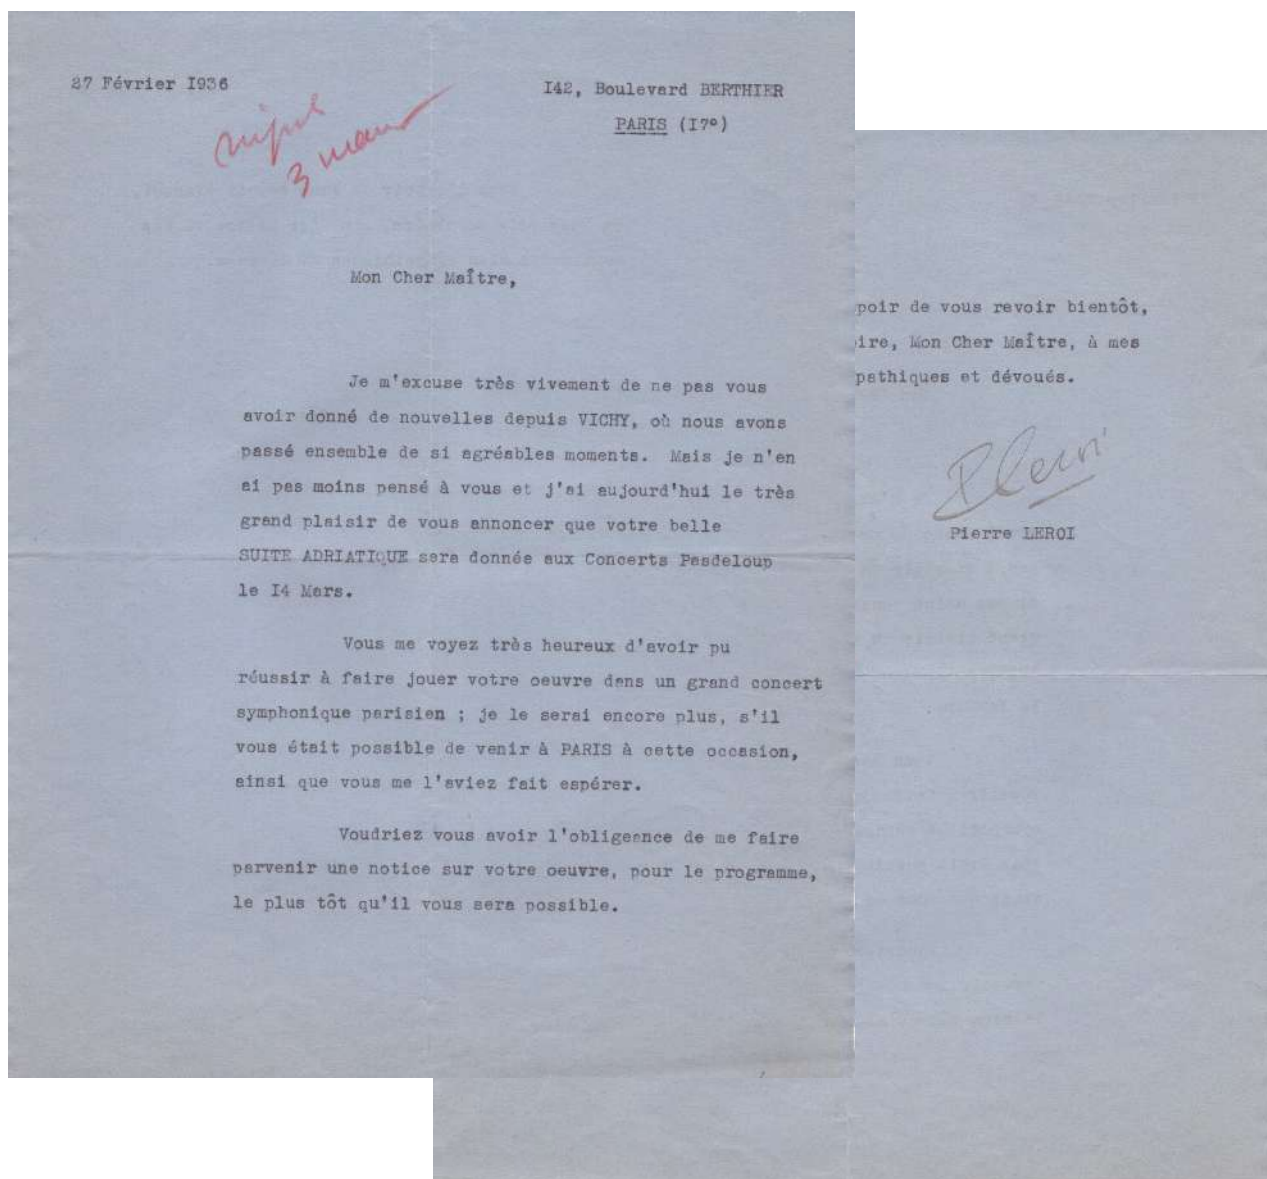 27 Février I936
I42, Boulevard BERTHIER
PARIS (I7°)
3 mars
Mon Cher Maître,
Je m'excuse très vivement de ne pas vous
avoir donné de nouvelles depuis VICHY, où nous avons
passé ensemble de si agréables moments. Mais je n'en
ai pas moins pensé à vous et j'ai aujourd'hui le très
grand plaisir de vous annoncer que votre belle
SUITE ADRIATIQUE sera donnée aux Concerts Pasdeloup
le I4 Mars.
Vous me voyez très heureux d'avoir pu
réussir à faire jouer votre oeuvre dans un grand concert
symphonique parisien ; je le serai encore plus, s'il
vous était possible de venir à PARIS à cette occasion,
ainsi que vous me l'aviez fait espérer.
Voudriez vous avoir l'obligeance de me faire
parvenir une notice sur votre oeuvre, pour le programme,
le plus tôt qu'il vous sera possible.
poir de vous revoir bientôt,
ire, Mon Cher Maître, à mes
pathiques et dévoués.
PLeroi
Pierre LEROI